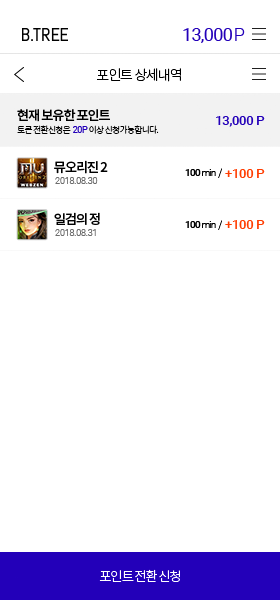 B.TREE 13,000 P
포인트 상세내역
현재 보유한 포인트
토큰 전환신청은 20P 이상 신청가능합니다.
13,000 P
뮤오리진 2
2018.08.30
100 min / +100 P
일검의 정
2018.08.31
100 min / +100 P
포인트 전환 신청